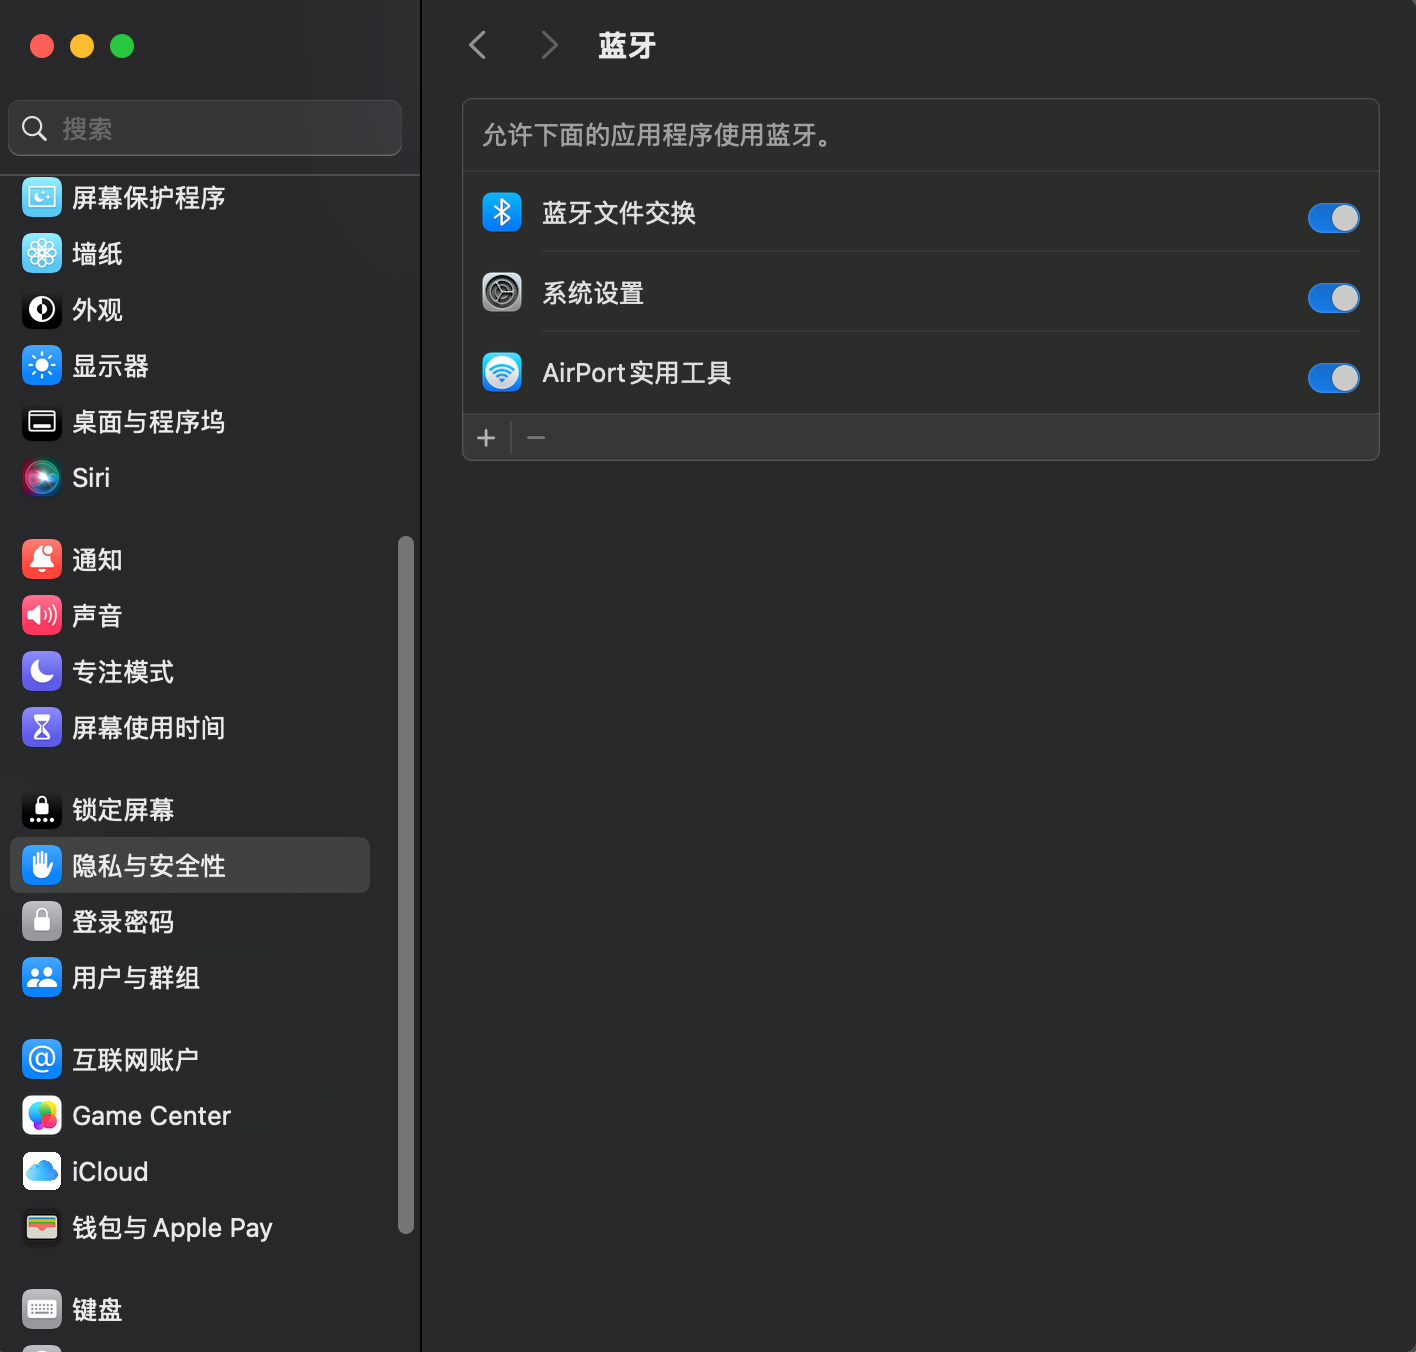 搜索
屏幕保护程序
墙纸
外观
显示器
桌面与程序坞
Siri
通知
声音
专注模式
屏幕使用时间
锁定屏幕
隐私与安全性
登录密码
用户与群组
互联网账户
Game Center
iCloud
钱包与 Apple Pay
键盘
蓝牙
允许下面的应用程序使用蓝牙。
蓝牙文件交换
系统设置
AirPort实用工具